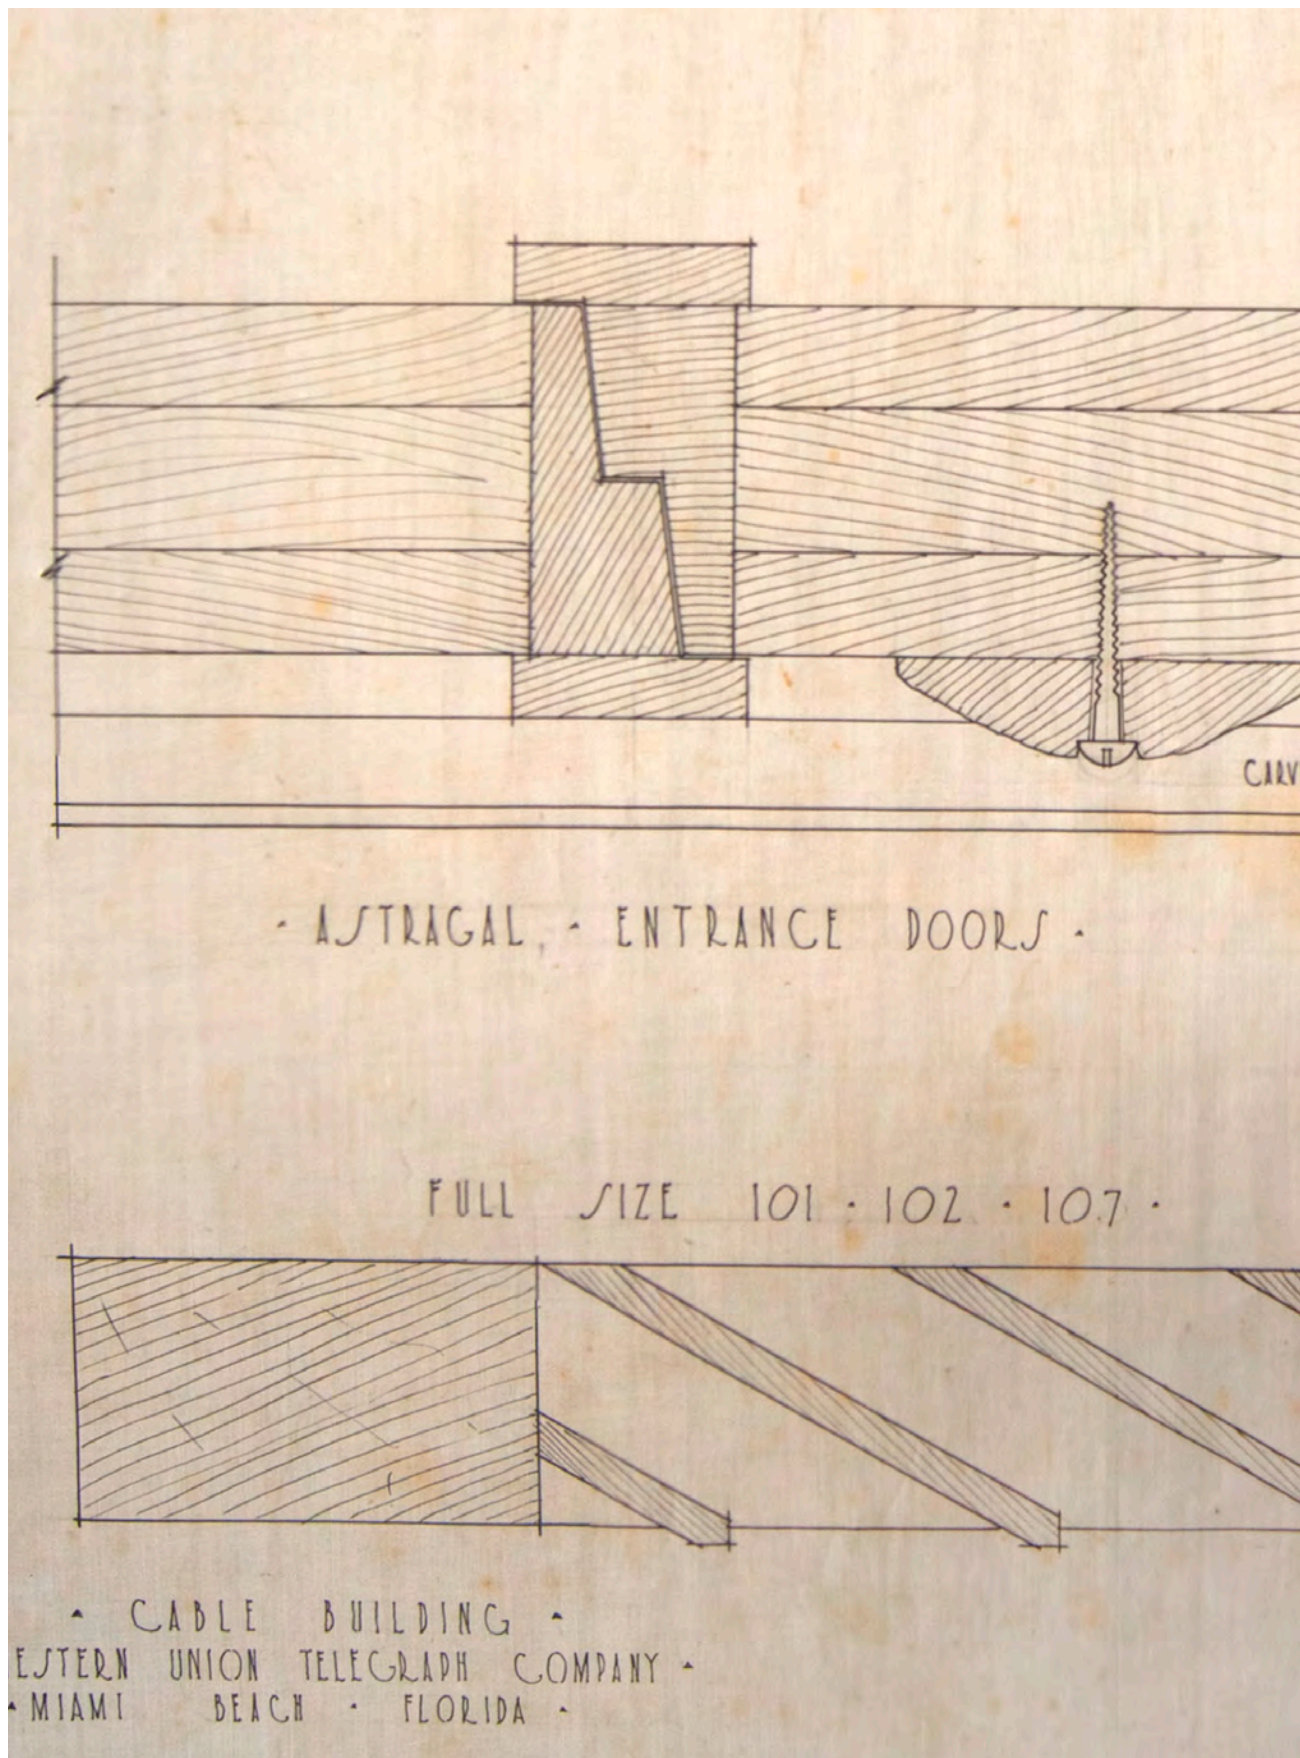 CARV
· ASTRAGAL · ENTRANCE DOORS ·
FULL SIZE 101 · 102 · 107 ·
· CABLE BUILDING ·
ESTERN UNION TELEGRAPH COMPANY ·
· MIAMI BEACH · FLORIDA ·